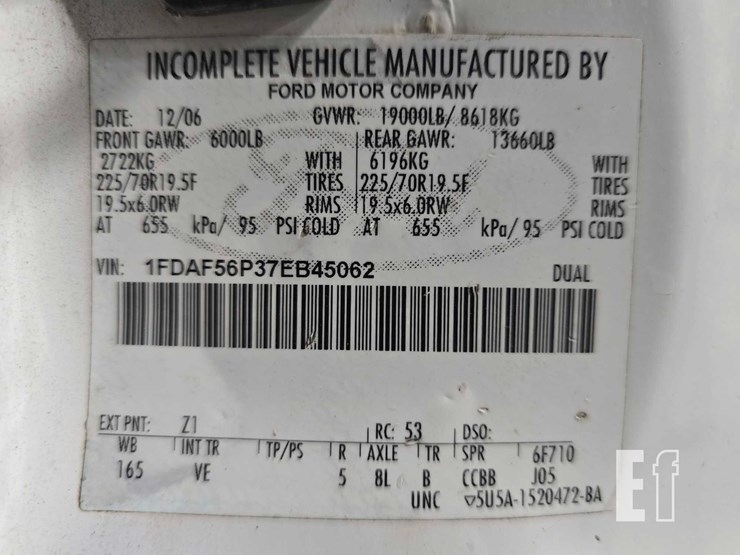 INCOMPLETE VEHICLE MANUFACTURED BY
FORD MOTOR COMPANY
DATE: 12/06 GVWR: 19000LB/ 8618KG
FRONT GAWR: 6000LB REAR GAWR: 13660LB
2722KG WITH 6196KG WITH
225/70R19.5F TIRES 225/70R19.5F TIRES
19.5x6.0RW RIMS 19.5x6.0RW RIMS
AT 655 kPa/ 95 PSI COLD AT 655 kPa/ 95 PSI COLD
VIN: 1FDAF56P37EB45062 DUAL
EXT PNT: Z1 RC: 53 DSO:
WB INT TR TP/PS R AXLE TR SPR 6F710
165 VE 5 8L B CCBB J05
UNC ▽5U5A-1520472-BA
Ef